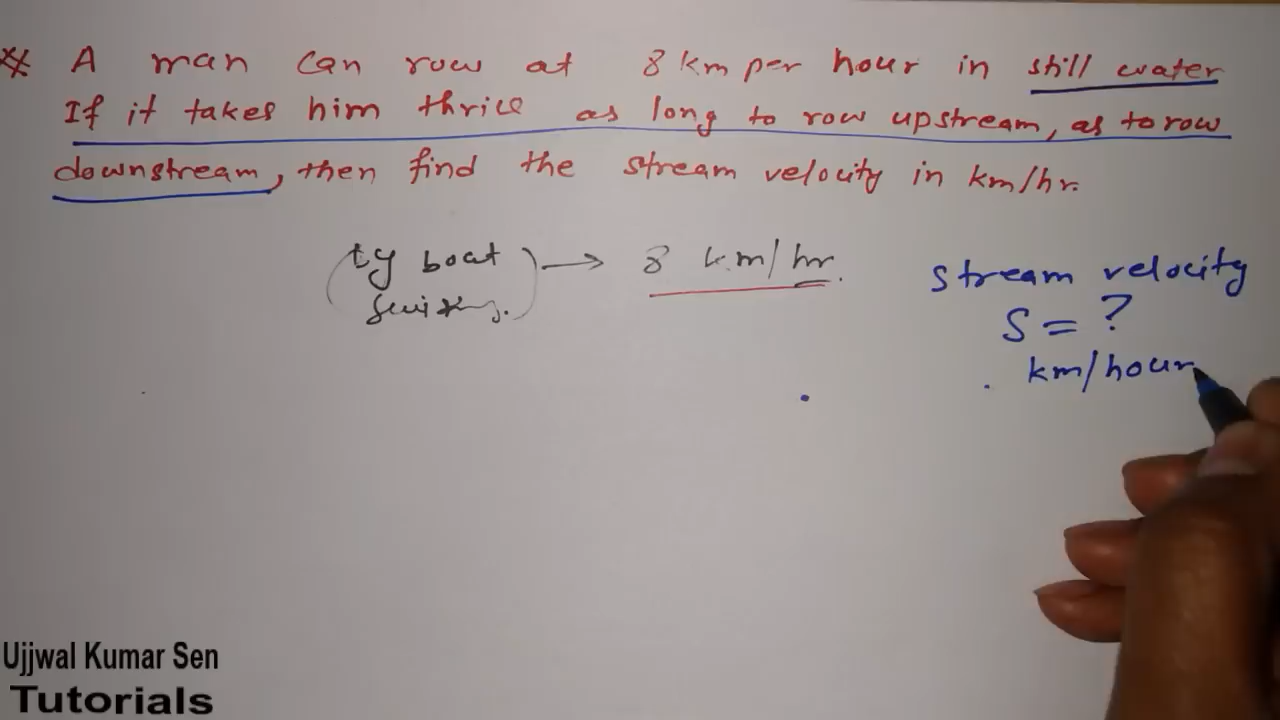 A man can row at 8 km per hour in still water
If it takes him thrice as long to row upstream, as to row
downstream, then find the stream velocity in km/hr.
boat → 8 km/hr.
stream velocity
S = ?
km/hour
Ujjwal Kumar Sen
Tutorials